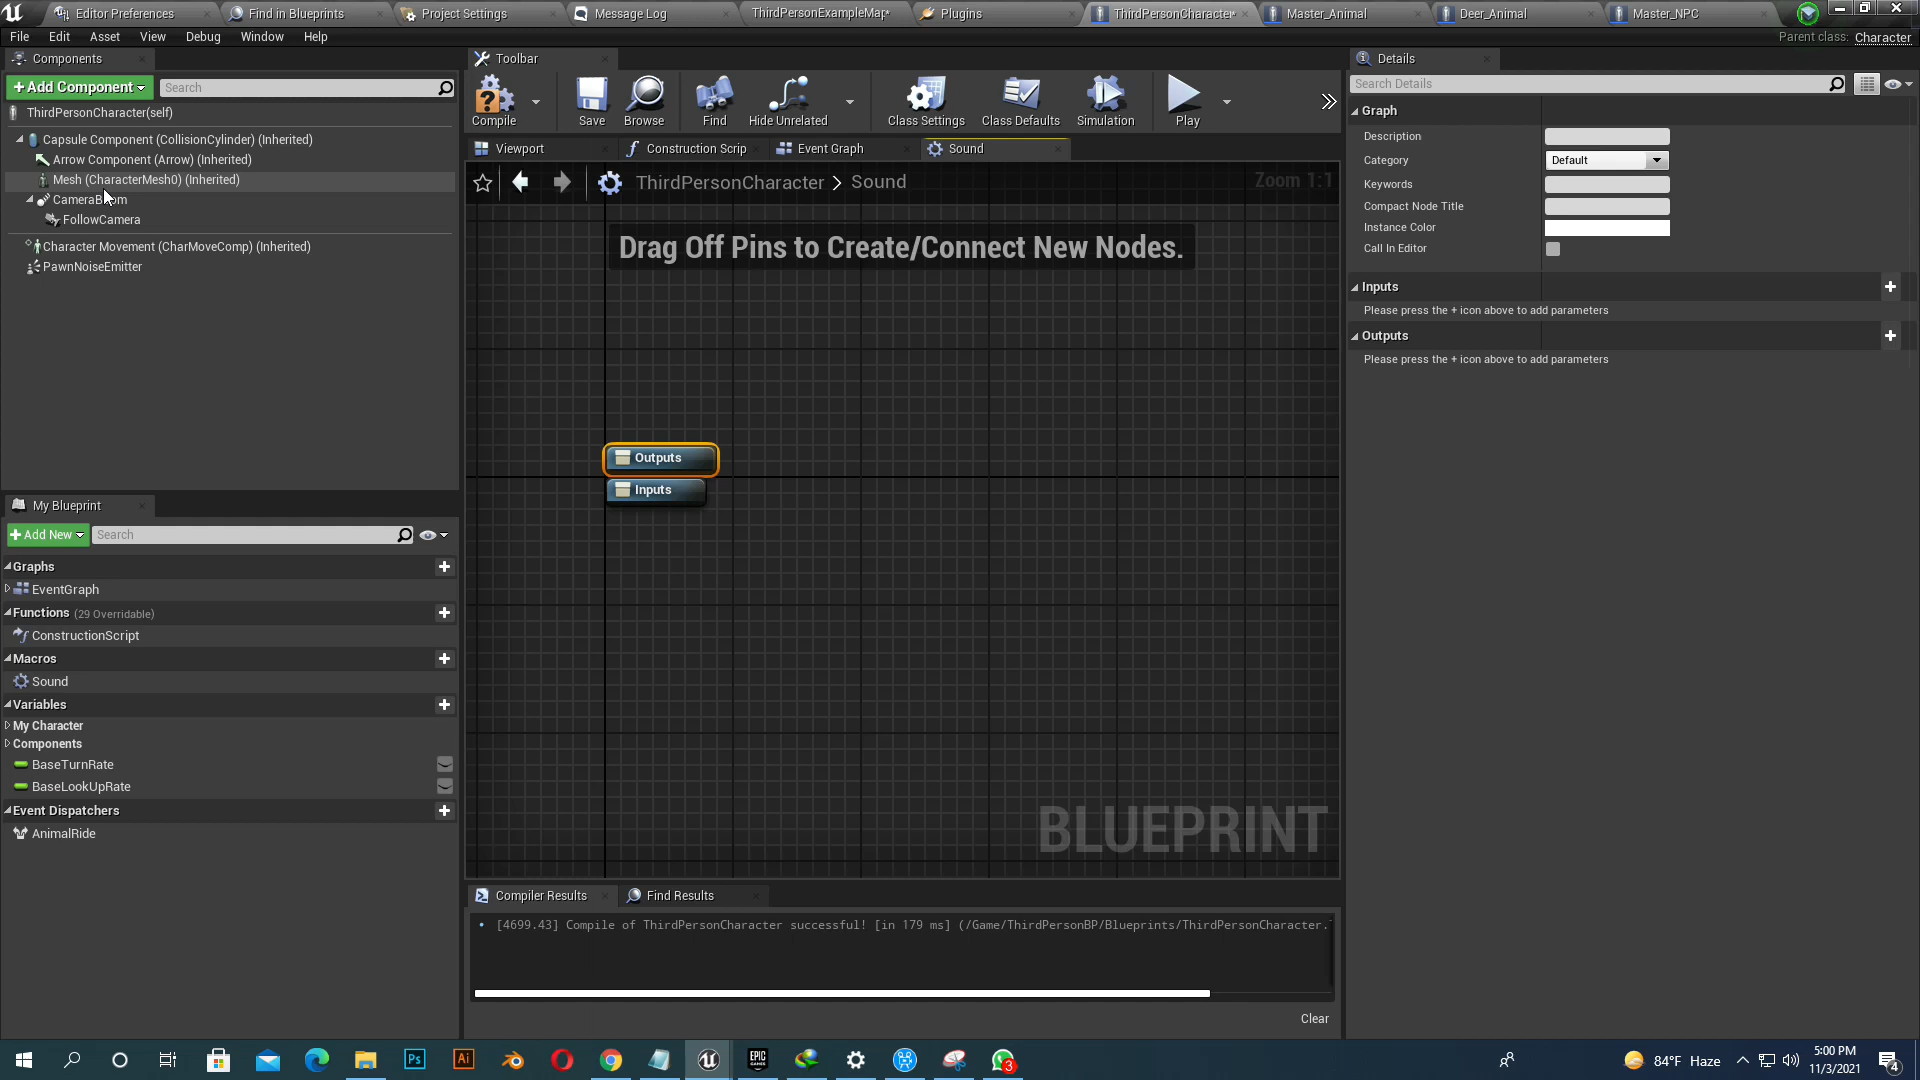 Editor Preferences
Find in Blueprints
Project Settings
Message Log
ThirdPersonExampleMap*
Plugins
ThirdPersonCharacter*
Master_Animal
Deer_Animal
Master_NPC
File Edit Asset View Debug Window Help
Parent class: Character
Components
+ Add Component
Search
ThirdPersonCharacter(self)
Capsule Component (CollisionCylinder) (Inherited)
Arrow Component (Arrow) (Inherited)
Mesh (CharacterMesh0) (Inherited)
CameraBoom
FollowCamera
Character Movement (CharMoveComp) (Inherited)
PawnNoiseEmitter
My Blueprint
+ Add New
Search
Graphs
EventGraph
Functions (29 Overridable)
ConstructionScript
Macros
Sound
Variables
My Character
Components
BaseTurnRate
BaseLookUpRate
Event Dispatchers
AnimalRide
Toolbar
Compile
Save
Browse
Find
Hide Unrelated
Class Settings
Class Defaults
Simulation
Play
Viewport
Construction Scrip
Event Graph
Sound
ThirdPersonCharacter > Sound
Zoom 1:1
Drag Off Pins to Create/Connect New Nodes.
Outputs
Inputs
BLUEPRINT
Compiler Results
Find Results
[4699.43] Compile of ThirdPersonCharacter successful! [in 179 ms] (/Game/ThirdPersonBP/Blueprints/ThirdPersonCharacter.
Clear
Details
Search Details
Graph
Description
Category
Default
Keywords
Compact Node Title
Instance Color
Call In Editor
Inputs
Please press the + icon above to add parameters
Outputs
Please press the + icon above to add parameters
Ps
Ai
EPIC GAMES
3
84°F Haze
5:00 PM
11/3/2021
4